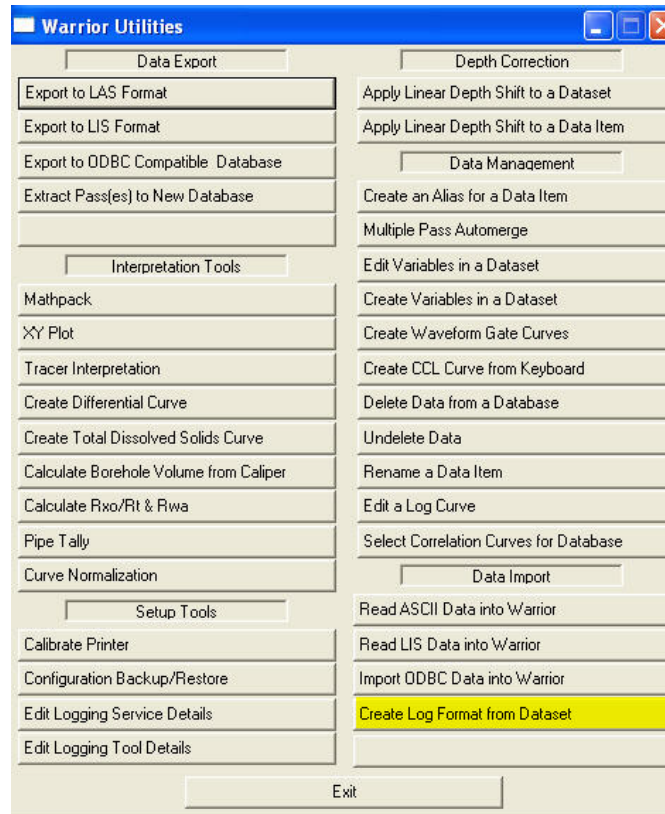 Warrior Utilities
Data Export
Export to LAS Format
Export to LIS Format
Export to ODBC Compatible Database
Extract Pass(es) to New Database
Interpretation Tools
Mathpack
XY Plot
Tracer Interpretation
Create Differential Curve
Create Total Dissolved Solids Curve
Calculate Borehole Volume from Caliper
Calculate Rxo/Rt & Rwa
Pipe Tally
Curve Normalization
Setup Tools
Calibrate Printer
Configuration Backup/Restore
Edit Logging Service Details
Edit Logging Tool Details
Depth Correction
Apply Linear Depth Shift to a Dataset
Apply Linear Depth Shift to a Data Item
Data Management
Create an Alias for a Data Item
Multiple Pass Automerge
Edit Variables in a Dataset
Create Variables in a Dataset
Create Waveform Gate Curves
Create CCL Curve from Keyboard
Delete Data from a Database
Undelete Data
Rename a Data Item
Edit a Log Curve
Select Correlation Curves for Database
Data Import
Read ASCII Data into Warrior
Read LIS Data into Warrior
Import ODBC Data into Warrior
Create Log Format from Dataset
Exit